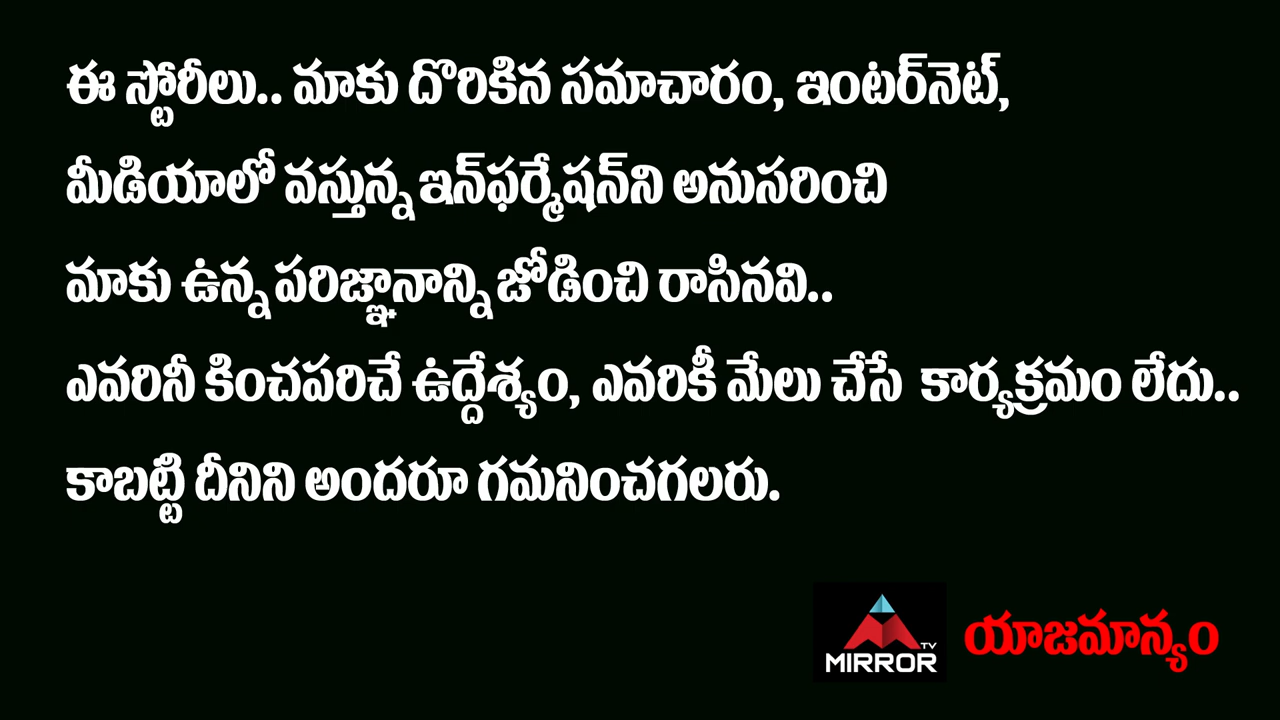 ఈ స్టోరీలు.. మాకు దొరికిన సమాచారం, ఇంటర్‌నెట్,
మీడియాలో వస్తున్న ఇన్‌ఫర్మేషన్‌ని అనుసరించి
మాకు ఉన్న పరిజ్ఞానాన్ని జోడించి రాసినవి..
ఎవరినీ కించపరిచే ఉద్దేశ్యం, ఎవరికీ మేలు చేసే కార్యక్రమం లేదు..
కాబట్టి దీనిని అందరూ గమనించగలరు.
TV
MIRROR
యాజమాన్యం